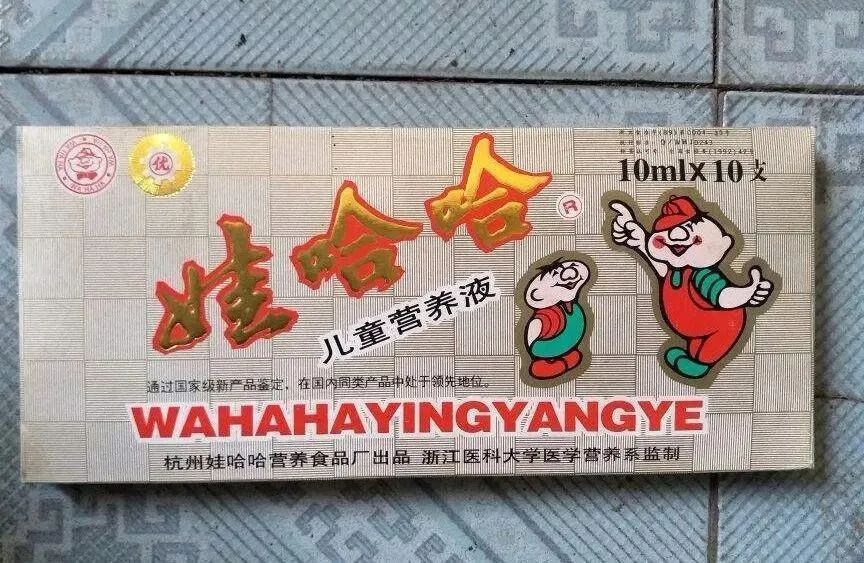 优
10mlx10支
娃哈哈
®
儿童营养液
通过国家级新产品鉴定，在国内同类产品中处于领先地位。
WAHAHAYINGYANGYE
杭州娃哈哈营养食品厂出品 浙江医科大学医学营养系监制